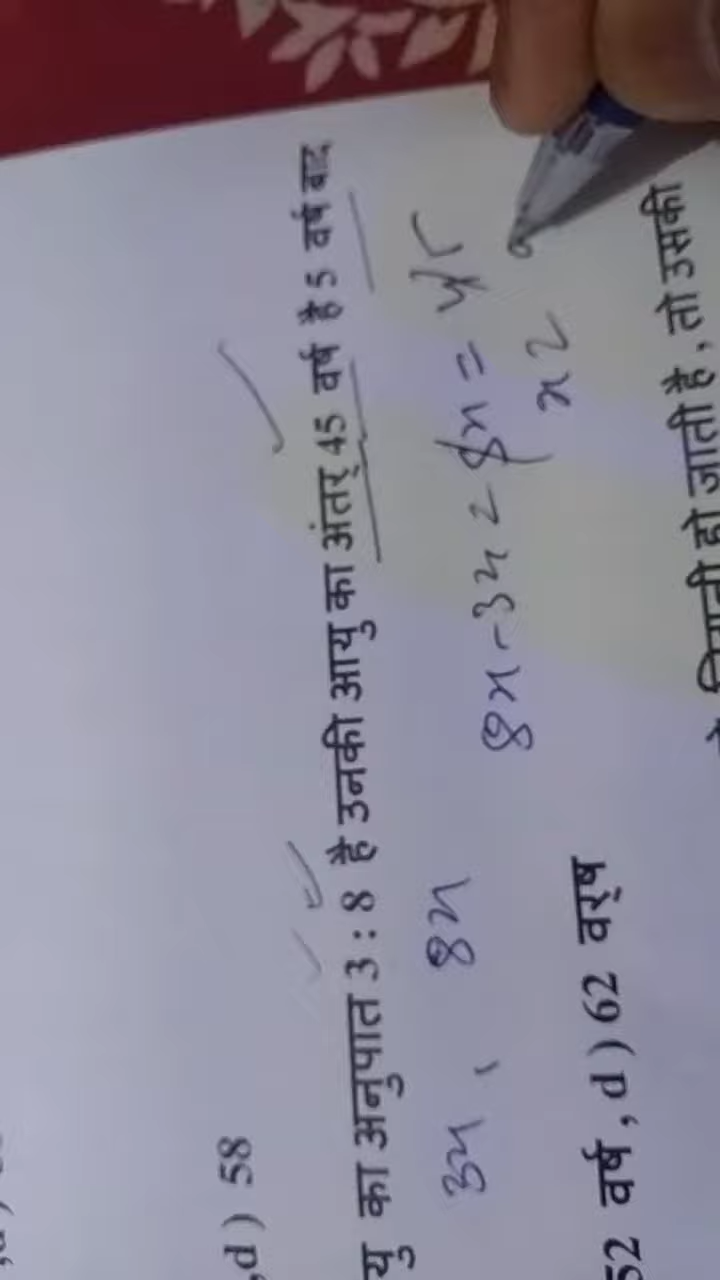 , d ) 58
यु का अनुपात 3 : 8 है उनकी आयु का अंतर् 45 वर्ष है 5 वर्ष बाद
3x , 8x
8x - 3x = 5x = 45
x = 9
52 वर्ष , d ) 62 वर्ष
हो जाती है , तो उसकी